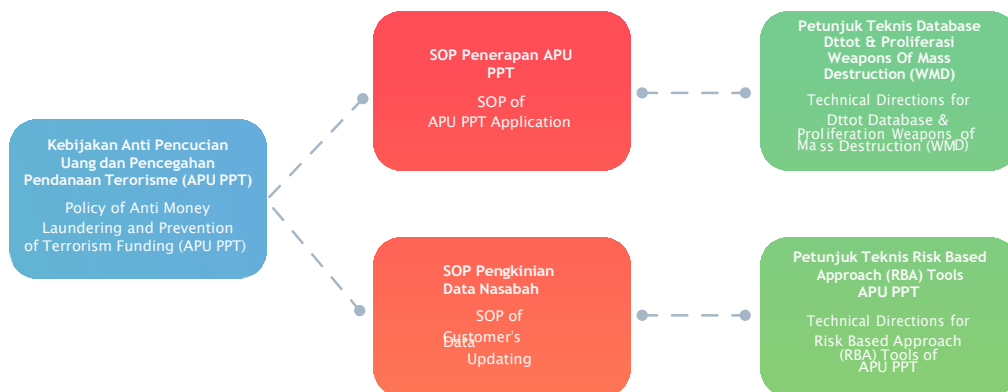 Kebijakan Anti Pencucian
Uang dan Pencegahan
Pendanaan Terorisme (APU PPT)
Policy of Anti Money
Laundering and Prevention
of Terrorism Funding (APU PPT)
SOP Penerapan APU
PPT
SOP of
APU PPT Application
Petunjuk Teknis Database
Dttot & Proliferasi
Weapons Of Mass
Destruction (WMD)
Technical Directions for
Dttot Database &
Proliferation Weapons of
Mass Destruction (WMD)
SOP Pengkinian
Data Nasabah
SOP of
Customer's
Data
Updating
Petunjuk Teknis Risk Based
Approach (RBA) Tools
APU PPT
Technical Directions for
Risk Based Approach
(RBA) Tools of
APU PPT